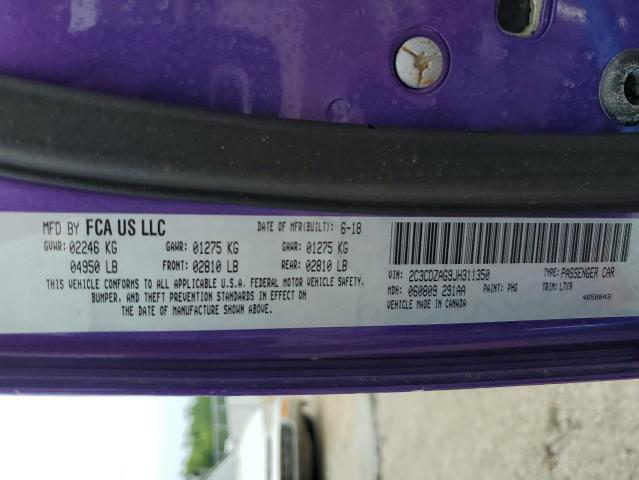 MFD BY FCA US LLC DATE OF MFR(BUILT): 6-18
GVWR: 02246 KG GAWR: 01275 KG GAWR: 01275 KG
04950 LB FRONT: 02810 LB REAR: 02810 LB
THIS VEHICLE CONFORMS TO ALL APPLICABLE U.S.A. FEDERAL MOTOR VEHICLE SAFETY,
BUMPER, AND THEFT PREVENTION STANDARDS IN EFFECT ON
THE DATE OF MANUFACTURE SHOWN ABOVE.
VIN: 2C3CDZAG9JH311350 TYPE: PASSENGER CAR
MDH: 060809 291AA PAINT: PHG TRIM: L7X9
VEHICLE MADE IN CANADA 4658843